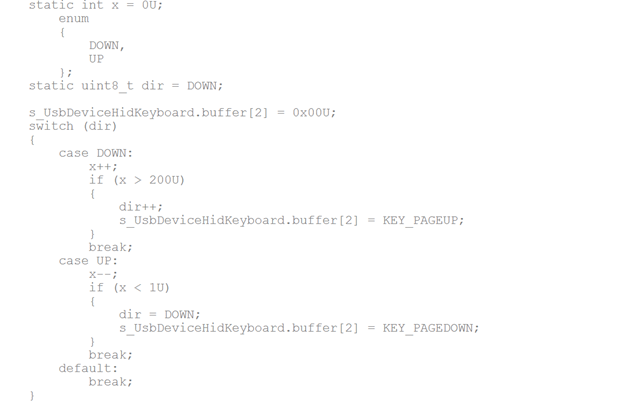 static int x = 0U;
enum
{
DOWN,
UP
};
static uint8_t dir = DOWN;
s_UsbDeviceHidKeyboard.buffer[2] = 0x00U;
switch (dir)
{
case DOWN:
x++;
if (x > 200U)
{
dir++;
s_UsbDeviceHidKeyboard.buffer[2] = KEY_PAGEUP;
}
break;
case UP:
x--;
if (x < 1U)
{
dir = DOWN;
s_UsbDeviceHidKeyboard.buffer[2] = KEY_PAGEDOWN;
}
break;
default:
break;
}